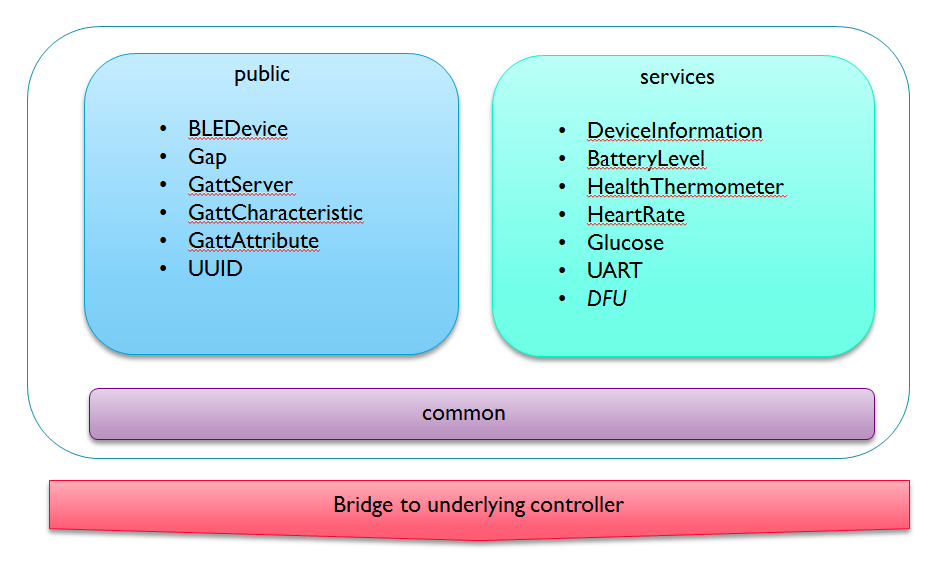 public
• BLEDevice
• Gap
• GattServer
• GattCharacteristic
• GattAttribute
• UUID
services
• DeviceInformation
• BatteryLevel
• HealthThermometer
• HeartRate
• Glucose
• UART
• DFU
common
Bridge to underlying controller